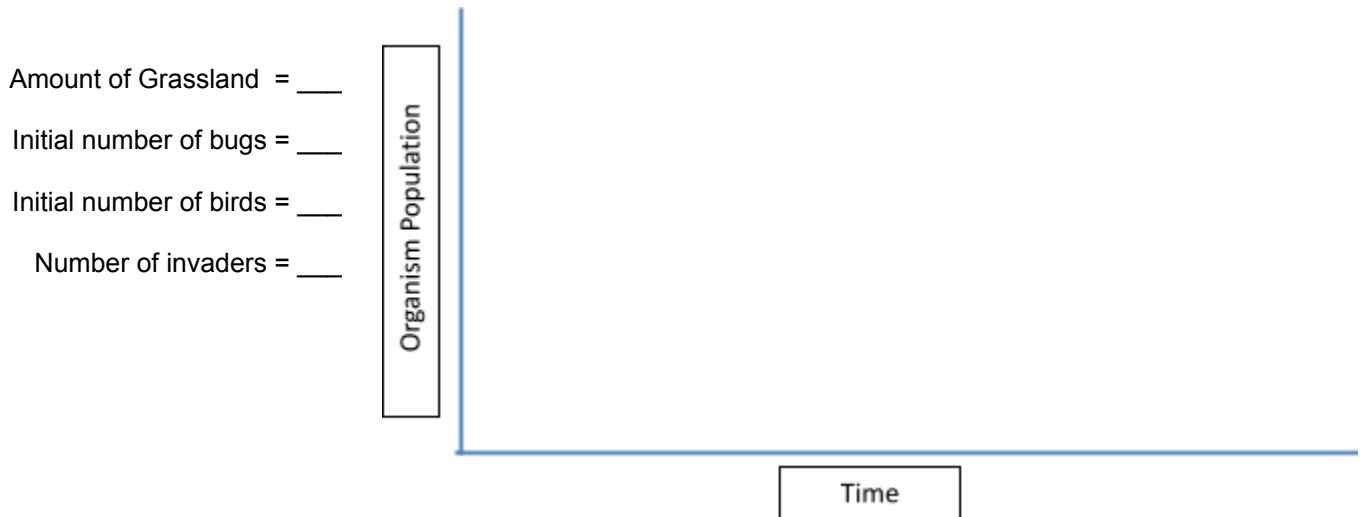 Amount of Grassland = ___
Initial number of bugs = ___
Initial number of birds = ___
Number of invaders = ___
Organism Population
Time